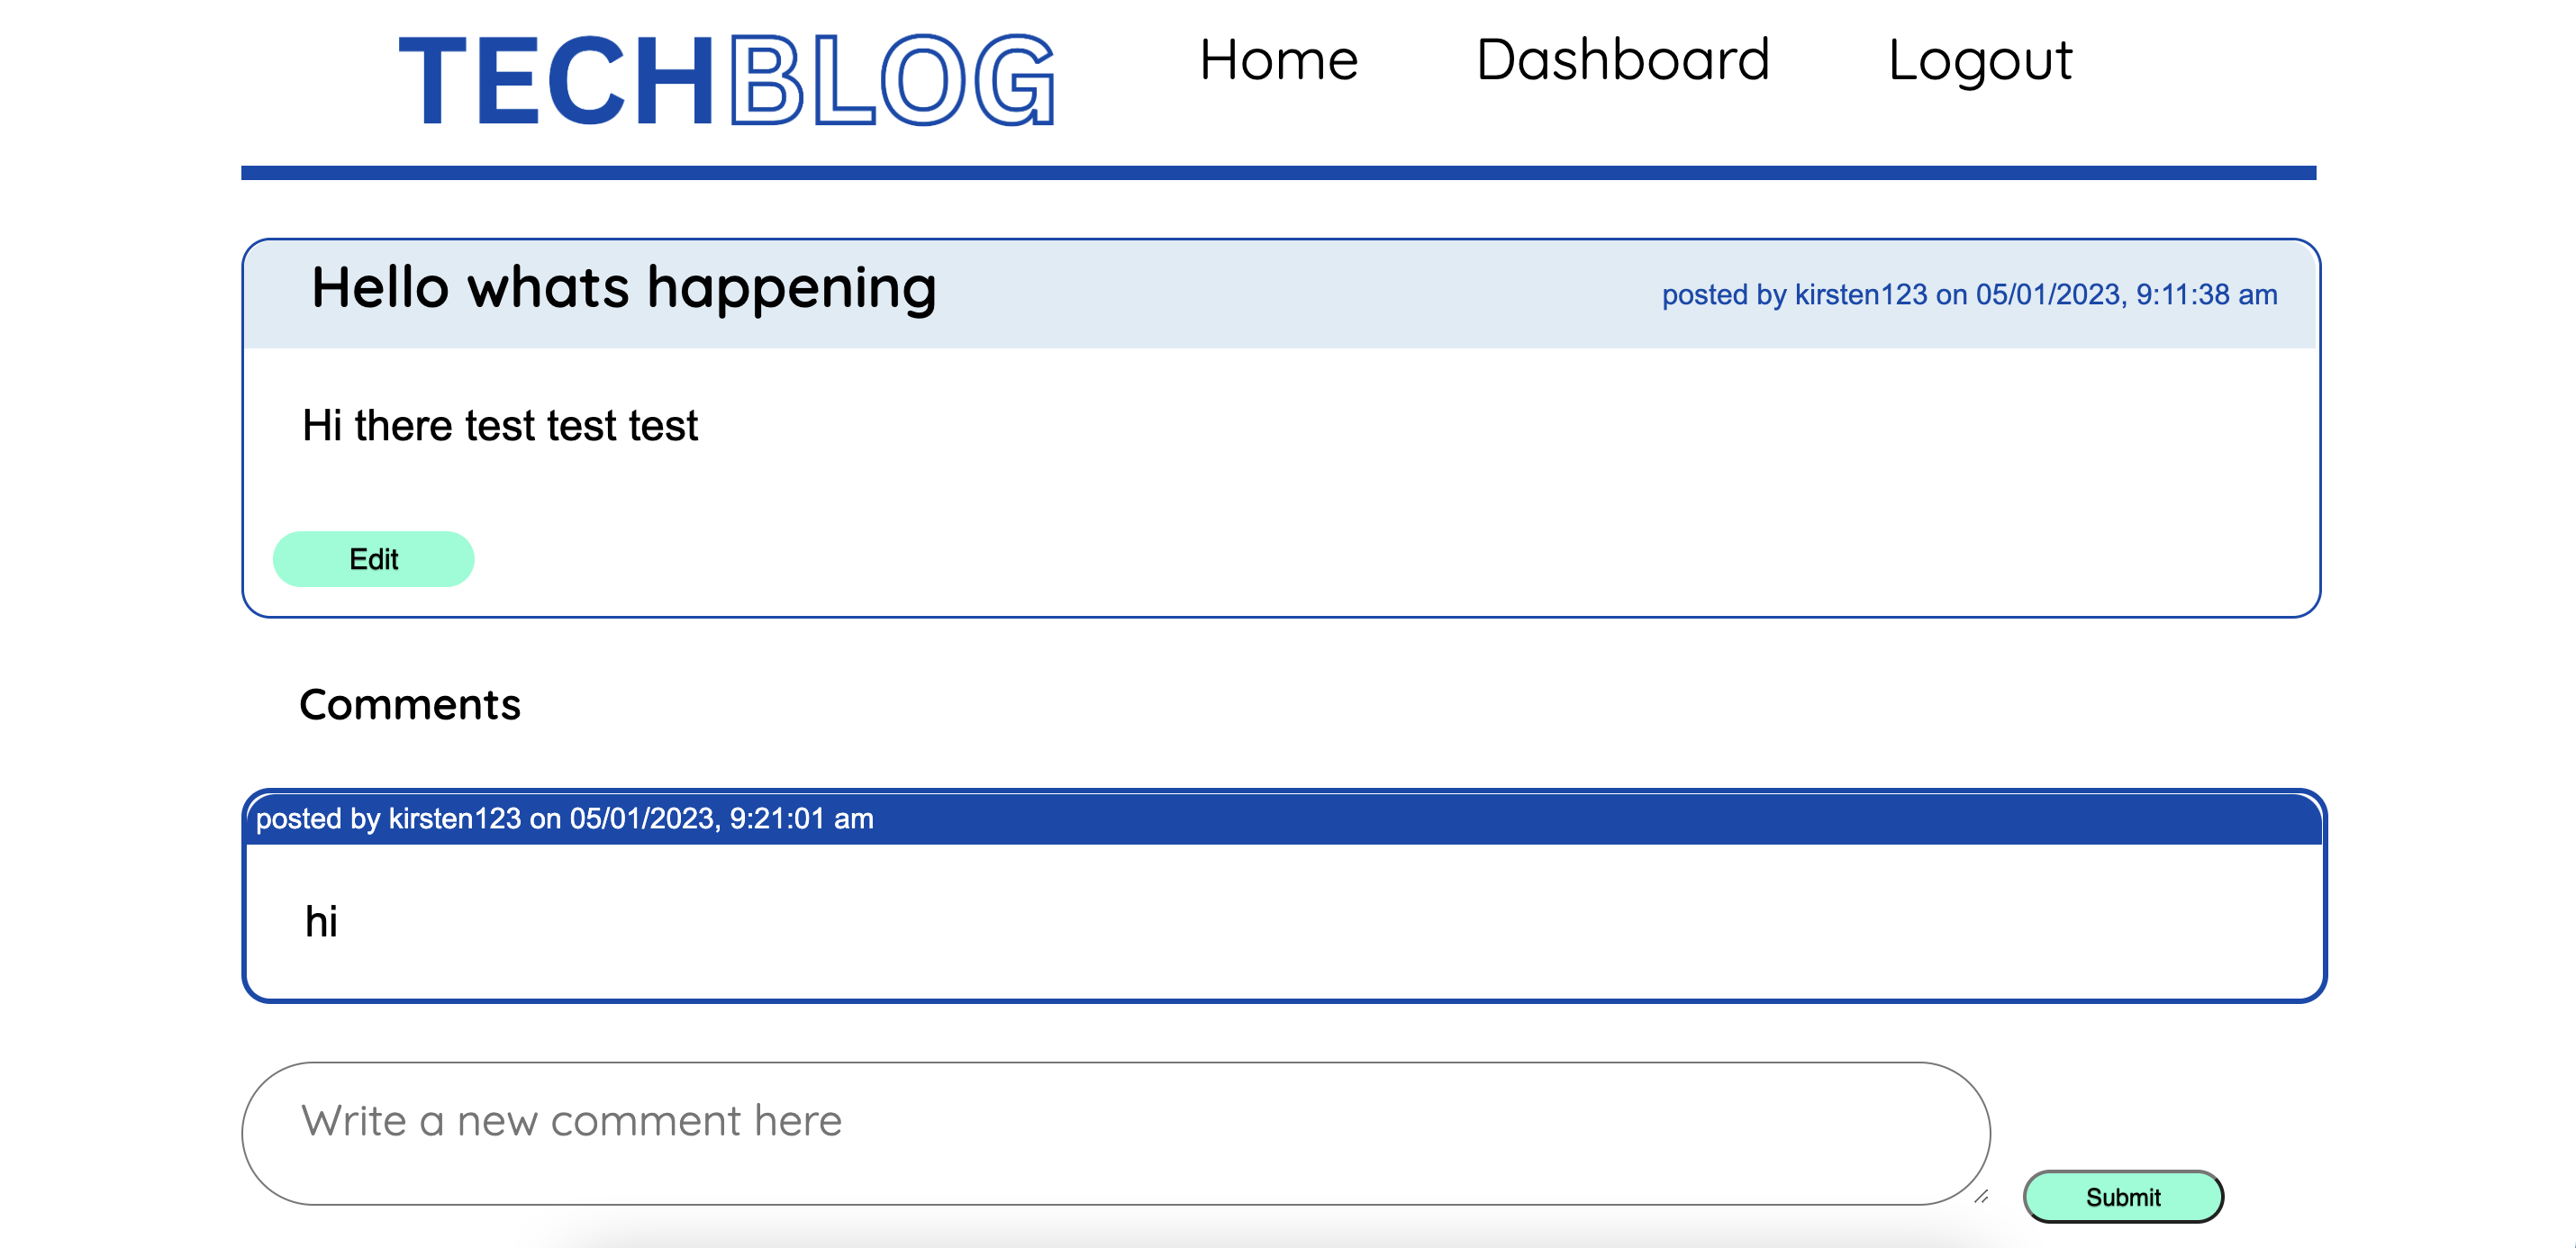 TECHBLOG
Home Dashboard Logout
Hello whats happening
posted by kirsten123 on 05/01/2023, 9:11:38 am
Hi there test test test
Edit
Comments
posted by kirsten123 on 05/01/2023, 9:21:01 am
hi
Write a new comment here
Submit